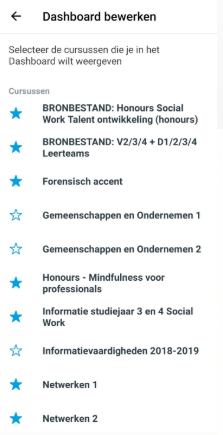 Dashboard bewerken
Selecteer de cursussen die je in het
Dashboard wilt weergeven
Cursussen
BRONBESTAND: Honours Social
Work Talent ontwikkeling (honours)
BRONBESTAND: V2/3/4 + D1/2/3/4
Leerteams
Forensisch accent
Gemeenschappen en Ondernemen 1
Gemeenschappen en Ondernemen 2
Honours - Mindfulness voor
professionals
Informatie studiejaar 3 en 4 Social
Work
Informatievaardigheden 2018-2019
Netwerken 1
Netwerken 2